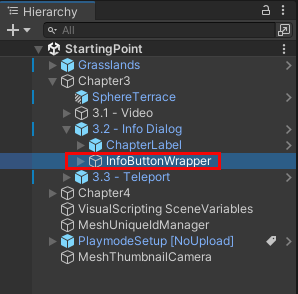 Hierarchy
All
StartingPoint
Grasslands
Chapter3
SphereTerrace
3.1 - Video
3.2 - Info Dialog
ChapterLabel
InfoButtonWrapper
3.3 - Teleport
Chapter4
VisualScripting SceneVariables
MeshUniqueIdManager
PlaymodeSetup [NoUpload]
MeshThumbnailCamera